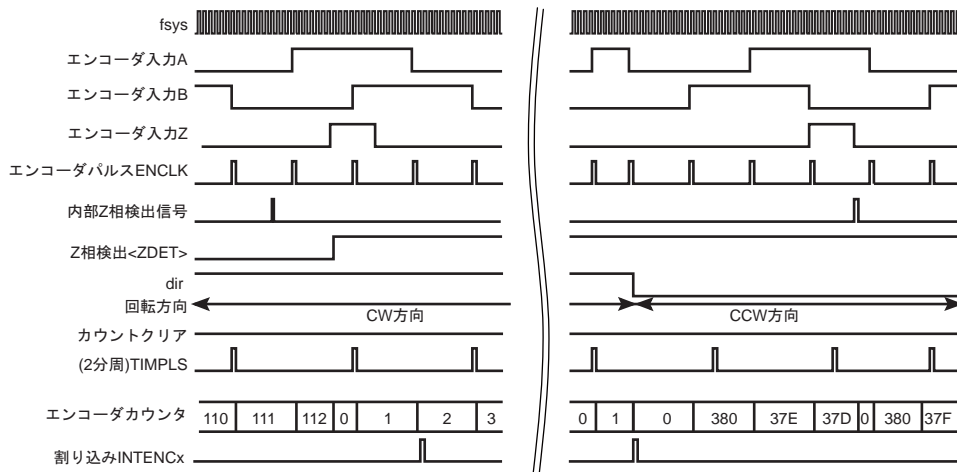 fsys
エンコーダ入力A
エンコーダ入力B
エンコーダ入力Z
エンコーダパルスENCLK
内部Z相検出信号
Z相検出<ZDET>
dir
回転方向
CW方向
CCW方向
カウントクリア
(2分周)TIMPLS
エンコーダカウンタ
110 111 112 0 1 2 3
0 1 0 380 37E 37D 0 380 37F
割り込みINTENCx